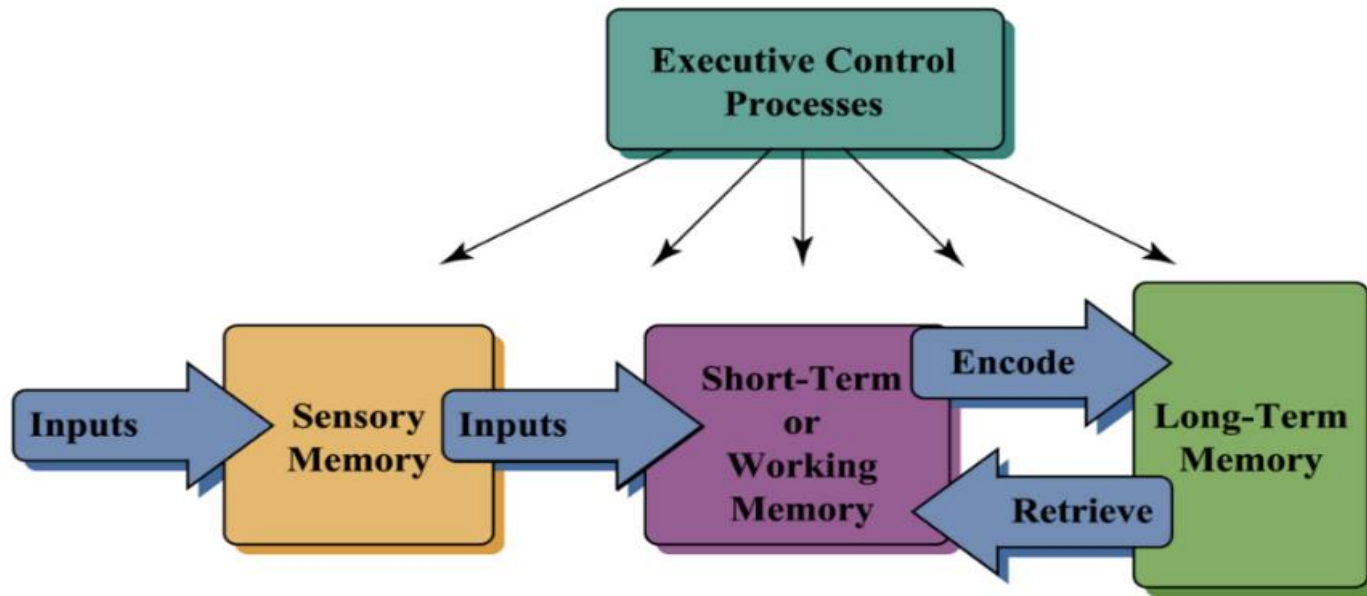 Executive Control
Processes
Inputs
Sensory
Memory
Inputs
Short-Term
or
Working
Memory
Encode
Retrieve
Long-Term
Memory